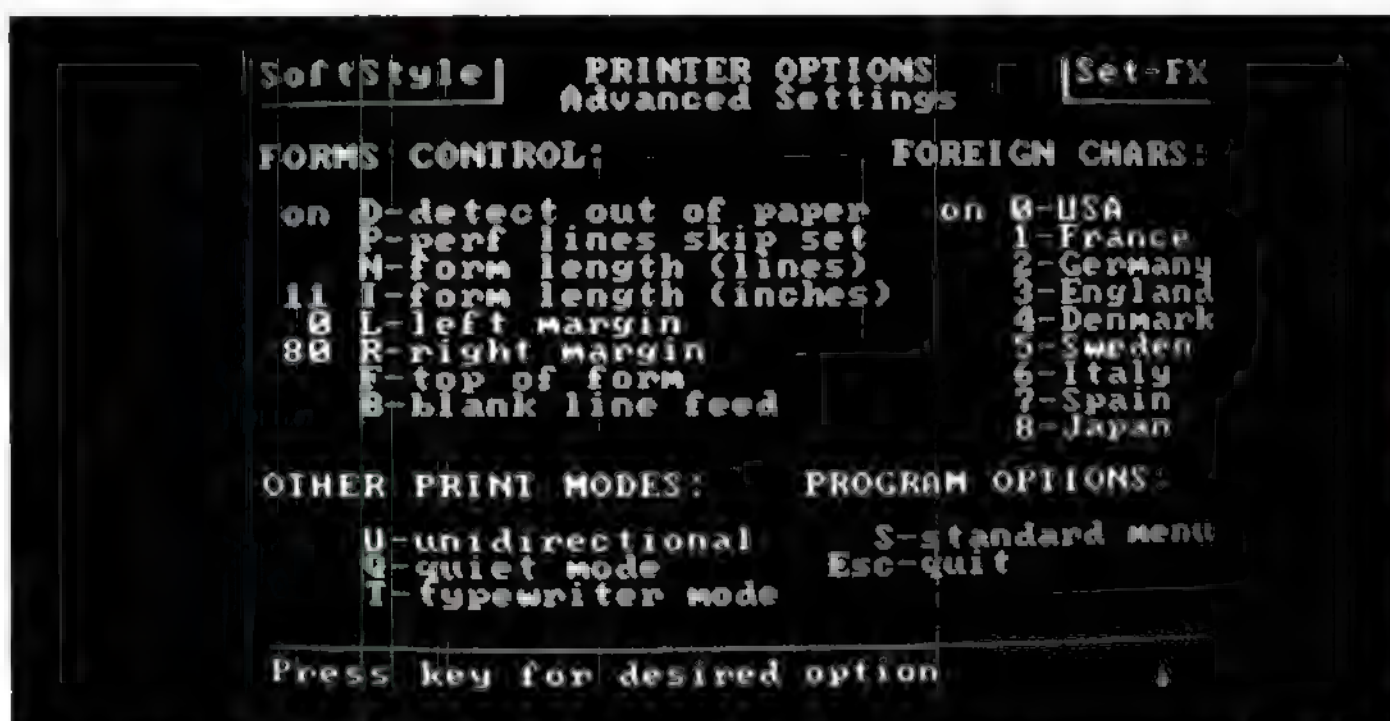 SoftStyle PRINTER OPTIONS Set-FX
Advanced Settings
FORMS CONTROL: FOREIGN CHARS:
on D-detect out of paper on 0-USA
P-perf lines skip set 1-France
N-form length (lines) 2-Germany
11 I-form length (inches) 3-England
0 L-left margin 4-Denmark
80 R-right margin 5-Sweden
F-top of form 6-Italy
B-blank line feed 7-Spain
8-Japan
OTHER PRINT MODES: PROGRAM OPTIONS:
U-unidirectional S-standard menu
Q-quiet mode Esc-quit
T-typewriter mode
Press key for desired option